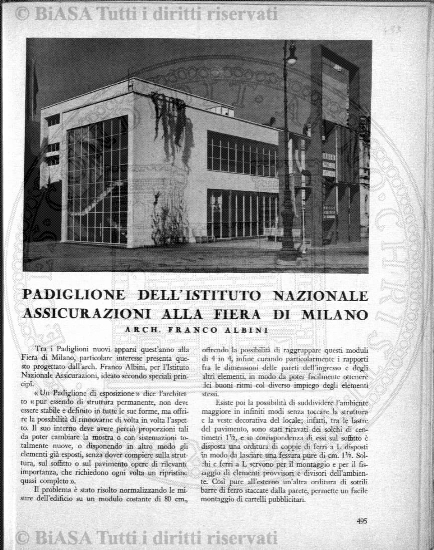 © BiASA Tutti i diritti riservati
PADIGLIONE DELL'ISTITUTO NAZIONALE
ASSICURAZIONI ALLA FIERA DI MILANO
ARCH. FRANCO ALBINI
Tra i Padiglioni nuovi apparsi quest'anno alla
Fiera di Milano, particolare interesse presenta que-
sto progettato dall'arch. Franco Albini, per l'Istituto
Nazionale Assicurazioni, ideato secondo speciali prin-
cipî.
« Un Padiglione di esposizione » dice l'architet-
to « pur essendo di struttura permanente, non deve
essere stabile e definito in tutte le sue forme, ma offri-
re la possibilità di rinnovarne di volta in volta l'aspet-
to. Il suo interno deve avere perciò proporzioni tali
da poter cambiare la mostra o con sistemazioni to-
talmente nuove, o disponendo in altro modo gli
elementi già esposti, senza dover compiere sulla strut-
tura, sul soffitto o sul pavimento opere di rilevanti
importanza, che richiedono ogni volta un ripristino
quasi completo ».
Il problema è stato risolto normalizzando le mi-
sure dell'edificio su un modulo costante di 80 cm.,
offrendo la possibilità di raggruppare questi moduli
di 4 in 4, infine curando particolarmente i rapporti
fra le dimensioni delle pareti dell'ingresso e degli
altri elementi, in modo da poter facilmente ottenere
dei buoni ritmi col diverso impiego degli elementi
stessi.
Esiste poi la possibilità di suddividere l'ambiente
maggiore in infiniti modi senza toccare la struttura
e la veste decorativa del locale; infatti, tra le lastre
del pavimento, sono stati ricavati dei solchi di cen-
timetri 1½, e in corrispondenza di essi sul soffitto è
disposta una orditura di coppie di ferri a L disposti
in modo da lasciare una fessura pure di cm. 1½. Sol-
chi e ferri a L servono per il montaggio e per il fis-
saggio di elementi provvisori e divisori dell'ambien-
te. Così pure all'esterno un'altra orditura di sottili
barre di ferro staccate dalla parete, permette un facile
montaggio di cartelli pubblicitari.
495
© BiASA Tutti i diritti riservati